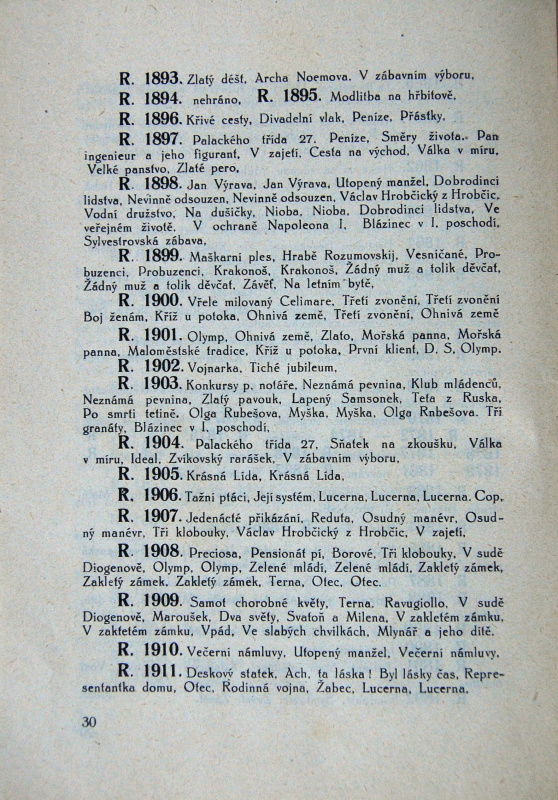 R. 1893. Zlatý déšť, Archa Noemova. V zábavním výboru,
R. 1894. nehráno, R. 1895. Modlitba na hřbitově,
R. 1896. Křivé cesty, Divadelní vlak, Peníze, Přástky,
R. 1897. Palackého třída 27. Peníze, Směry života. Pan
ingenieur a jeho figurant, V zajetí, Cesta na východ, Válka v míru,
Velké panstvo, Zlaté pero,
R. 1898. Jan Výrava, Jan Výrava, Utopený manžel, Dobrodinci
lidstva, Nevinně odsouzen, Nevinně odsouzen, Václav Hrobčický z Hrobčic,
Vodní družstvo, Na dušičky, Nioba, Nioba, Dobrodinci lidstva, Ve
veřejném životě. V ochraně Napoleona I. Blázinec v I. poschodí,
Sylvestrovská zábava,
R. 1899. Maškarní ples, Hrabě Rozumovskij, Vesničané, Pro-
buzenci, Probuzenci, Krakonoš, Krakonoš, Žádný muž a tolik děvčat,
Žádný muž a tolik děvčat, Závěť, Na letním bytě,
R. 1900. Vřele milovaný Celimare, Třetí zvonění, Třetí zvonění
Boj ženám, Kříž u potoka, Ohnivá země, Třetí zvonění, Ohnivá země
R. 1901. Olymp, Ohnivá země, Zlato, Mořská panna, Mořská
panna, Maloměstské tradice, Kříž u potoka, První klient, D. S. Olymp.
R. 1902. Vojnarka, Tiché jubileum,
R. 1903. Konkursy p. notáře, Neznámá pevnina, Klub mládenců,
Neznámá pevnina, Zlatý pavouk, Lapený Samsonek, Teta z Ruska,
Po smrti tetině. Olga Rubešova, Myška, Myška, Olga Rnbešova. Tři
granáty, Blázinec v I. poschodí,
R. 1904. Palackého třída 27, Sňatek na zkoušku, Válka
v míru, Ideal, Zvíkovský rarášek, V zábavním výboru,
R. 1905. Krásná Lída, Krásná Lída,
R. 1906. Tažní ptáci, Její systém, Lucerna, Lucerna, Lucerna. Cop,
R. 1907. Jedenácté přikázání, Reduta, Osudný manévr, Osud-
ný manévr, Tři klobouky, Václav Hrobčický z Hrobčic, V zajetí,
R. 1908. Preciosa, Pensionát pí, Borové, Tři klobouky, V sudě
Diogenově, Olymp, Olymp, Zelené mládí, Zelené mládí, Zakletý zámek,
Zakletý zámek, Zakletý zámek, Terna, Otec, Otec.
R. 1909. Samot chorobné květy, Terna. Ravugiollo, V sudě
Diogenově, Maroušek, Dva světy, Svatoň a Milena, V zakletém zámku,
V zaktetém zámku, Vpád, Ve slabých chvilkách, Mlynář a jeho dítě.
R. 1910. Večerní námluvy, Utopený manžel, Večerní námluvy,
R. 1911. Deskový statek, Ach, ta láska! Byl lásky čas, Repre-
sentantka domu, Otec, Rodinná vojna, Žabec, Lucerna, Lucerna,
30